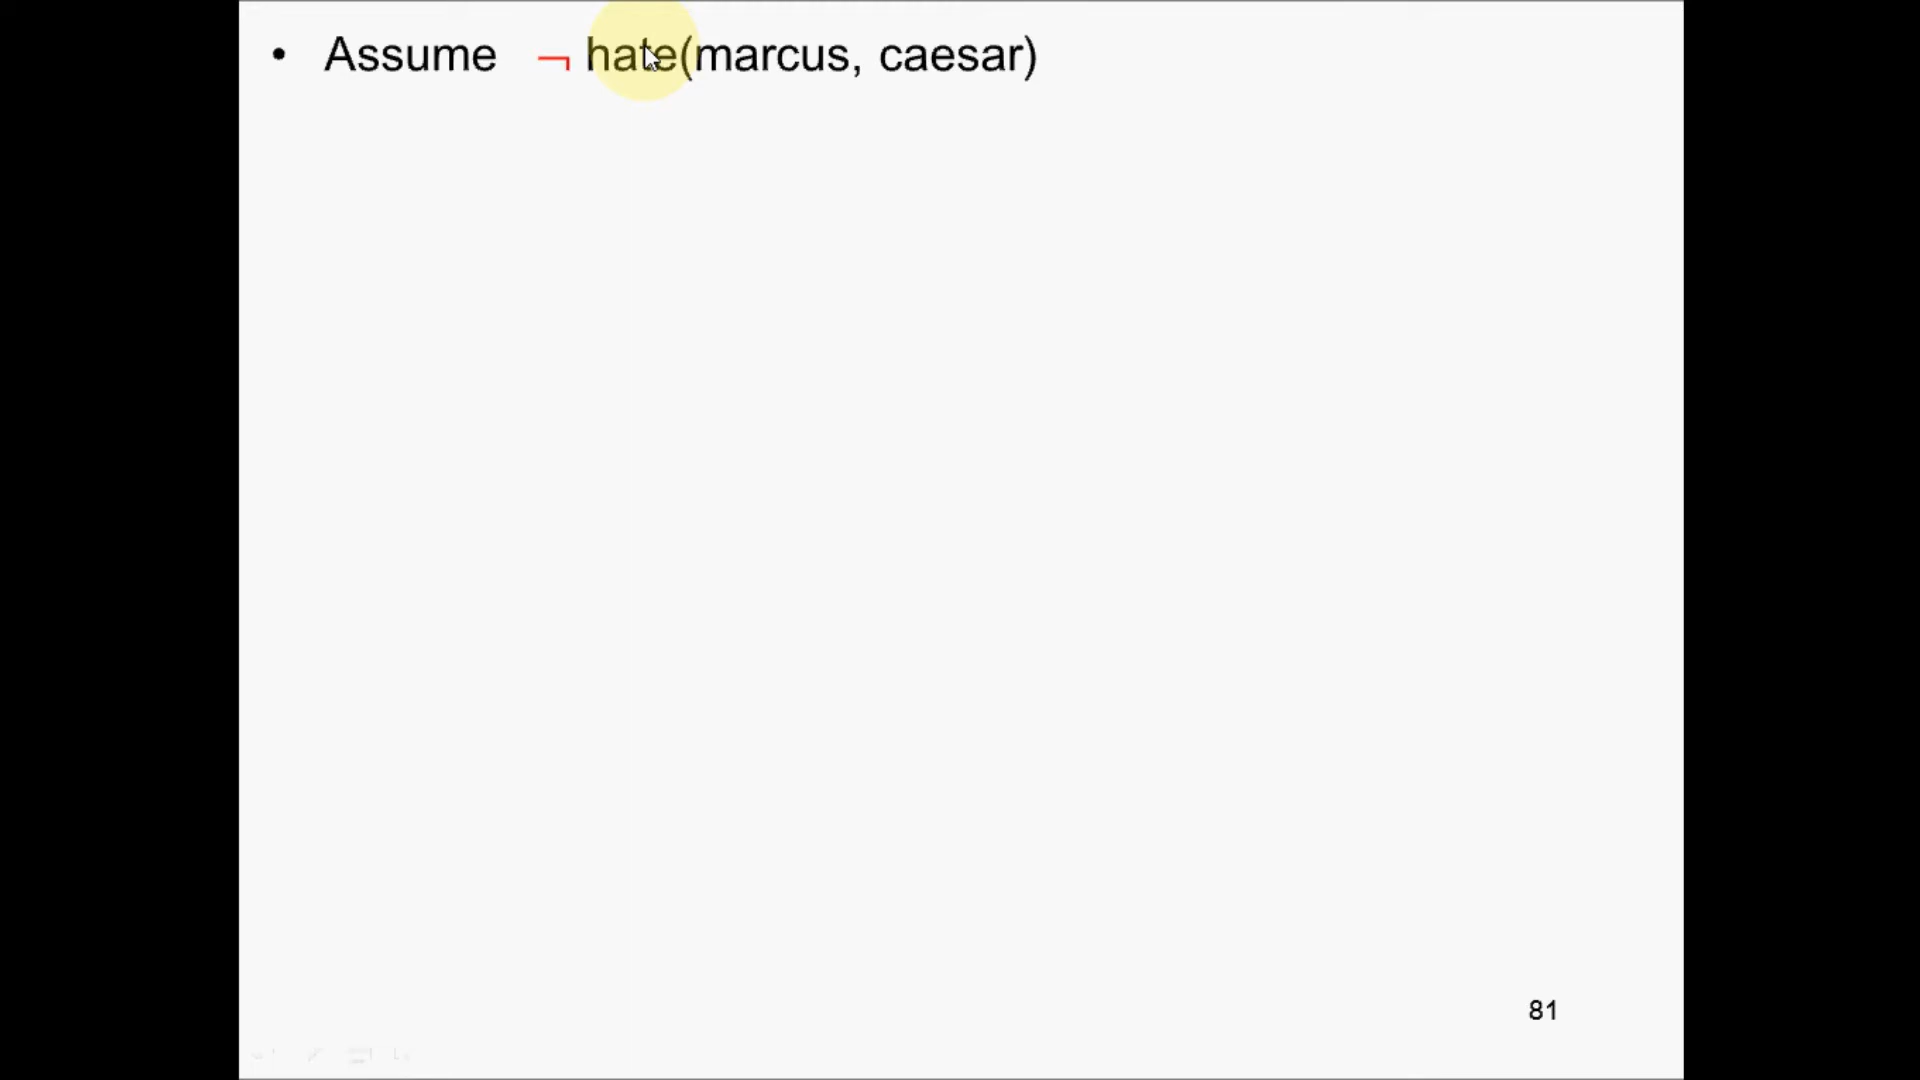 • Assume ¬ hate(marcus, caesar)
81